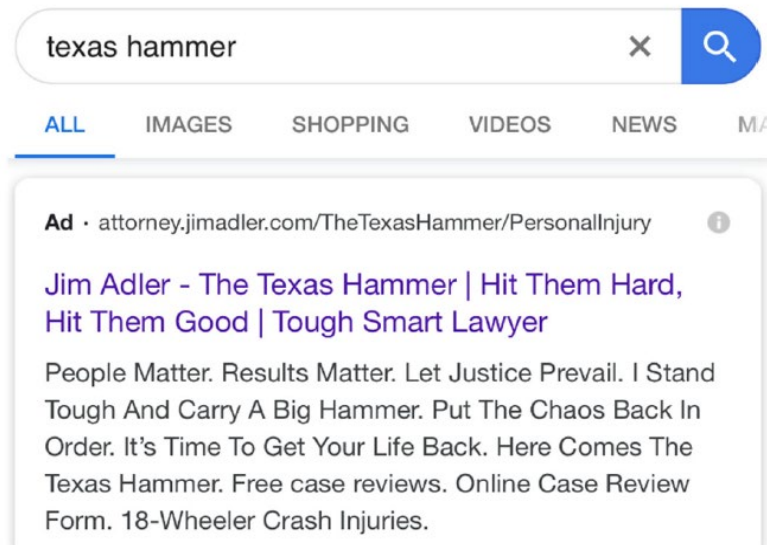 texas hammer
ALL IMAGES SHOPPING VIDEOS NEWS
Ad · attorney.jimadler.com/TheTexasHammer/PersonalInjury
Jim Adler - The Texas Hammer | Hit Them Hard,
Hit Them Good | Tough Smart Lawyer
People Matter. Results Matter. Let Justice Prevail. I Stand
Tough And Carry A Big Hammer. Put The Chaos Back In
Order. It’s Time To Get Your Life Back. Here Comes The
Texas Hammer. Free case reviews. Online Case Review
Form. 18-Wheeler Crash Injuries.